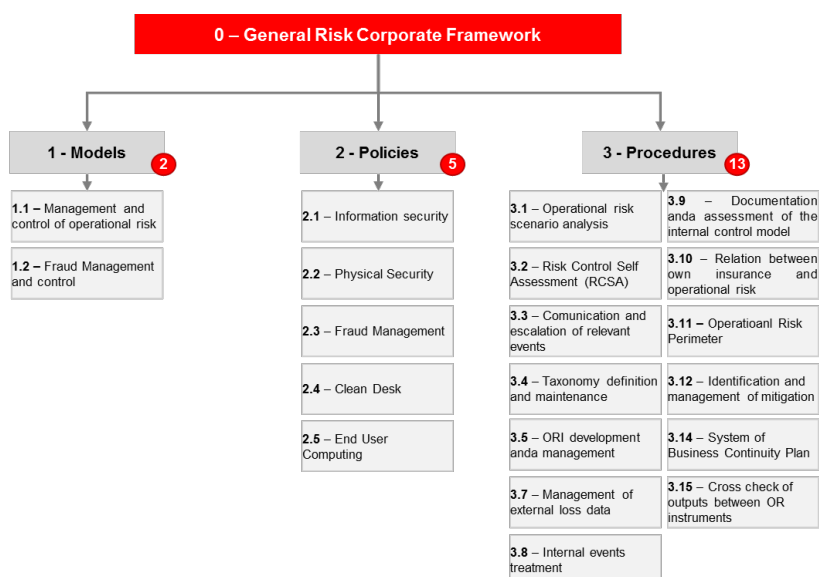 0 – General Risk Corporate Framework
1 - Models
2
1.1 – Management and
control of operational risk
1.2 – Fraud Management
and control
2 - Policies
5
2.1 – Information security
2.2 – Physical Security
2.3 – Fraud Management
2.4 – Clean Desk
2.5 – End User
Computing
3 - Procedures
13
3.1 – Operational risk
scenario analysis
3.2 – Risk Control Self
Assessment (RCSA)
3.3 – Comunication and
escalation of relevant
events
3.4 – Taxonomy definition
and maintenance
3.5 – ORI development
anda management
3.7 – Management of
external loss data
3.8 – Internal events
treatment
3.9 – Documentation
anda assessment of the
internal control model
3.10 – Relation between
own insurance and
operational risk
3.11 – Operatioanl Risk
Perimeter
3.12 – Identification and
management of mitigation
3.14 – System of
Business Continuity Plan
3.15 – Cross check of
outputs between OR
instruments